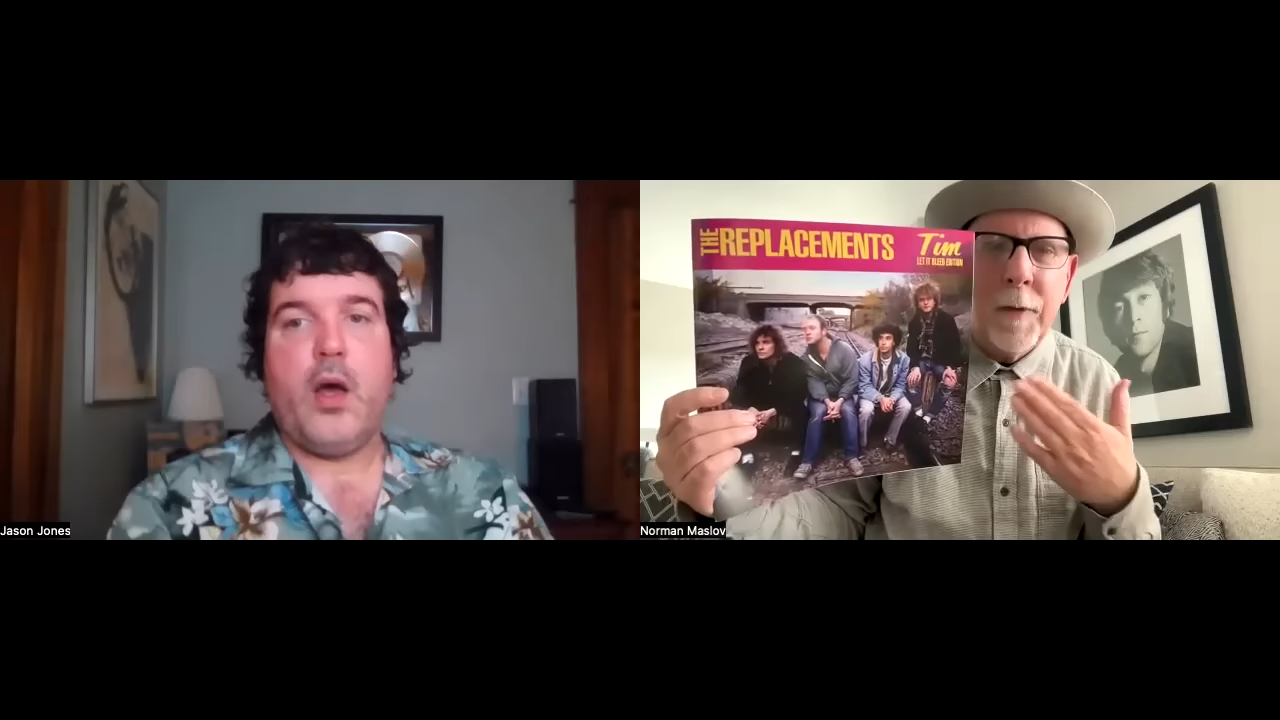 THE REPLACEMENTS
Tim
LET IT BLEED EDITION
Jason Jones
Norman Maslov